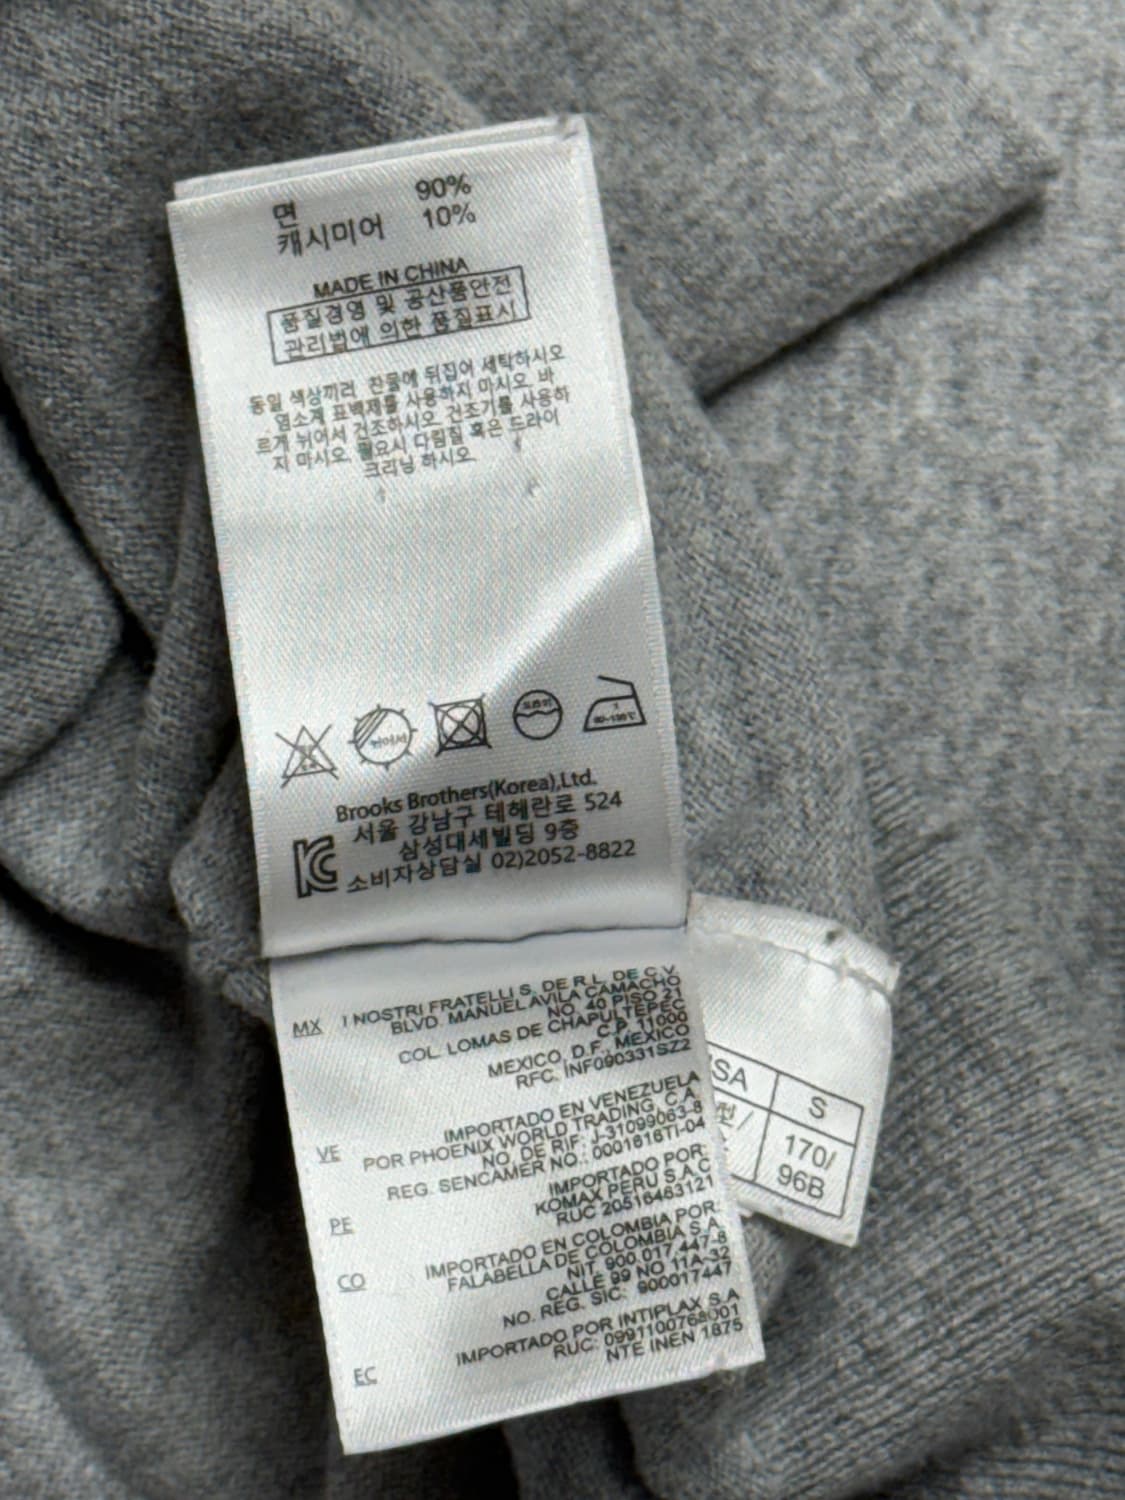 면 90%
캐시미어 10%
MADE IN CHINA
품질경영 및 공산품안전
관리법에 의한 품질표시
동일 색상끼리 찬물에 뒤집어 세탁하시오
염소계 표백제를 사용하지 마시오 바
르게 뉘어서 건조하시오 건조기를 사용하
지 마시오 필요시 다림질 혹은 드라이
크리닝 하시오
뉘어서
80~120℃
Brooks Brothers(Korea),Ltd.
서울 강남구 테헤란로 524
삼성대세빌딩 9층
소비자상담실 02)2052-8822
MX I NOSTRI FRATELLI S. DE R.L. DE C.V.
BLVD. MANUEL AVILA CAMACHO
NO. 40 PISO 21
COL. LOMAS DE CHAPULTEPEC
C.P. 11000
MEXICO, D.F., MEXICO
RFC. INF090331SZ2
VE IMPORTADO EN VENEZUELA
POR PHOENIX WORLD TRADING, C.A.
NO. DE RIF: J-31099063-8
REG. SENCAMER NO.: 0001616TI-04
PE IMPORTADO POR:
KOMAX PERU S.A.C
RUC 20516463121
CO IMPORTADO EN COLOMBIA POR:
FALABELLA DE COLOMBIA S.A.
NIT. 900.017.447-8
CALLE 99 NO 11A-32
NO. REG. SIC: 900017447
EC IMPORTADO POR INTIPLAX S.A
RUC: 0991100768001
NTE INEN 1875
SA S
형/ 170/
96B